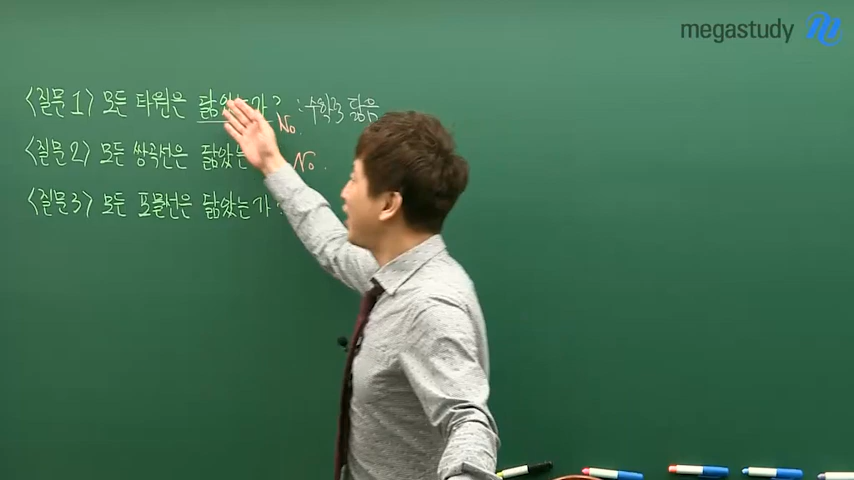 megastudy
<질문 1> 모든 타원은 닮았는가? : 수학적 닮음
No.
<질문 2> 모든 쌍곡선은 닮았는
No.
<질문 3> 모든 포물선은 닮았는가?